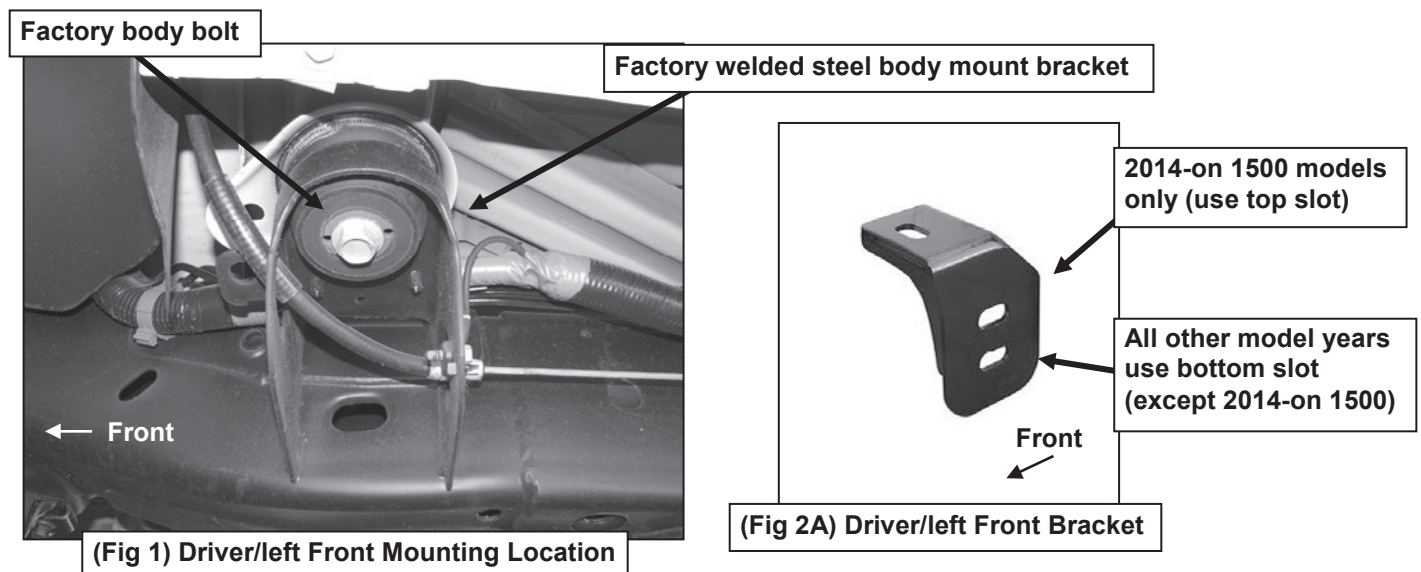 Factory body bolt
Factory welded steel body mount bracket
Front
(Fig 1) Driver/left Front Mounting Location
2014-on 1500 models
only (use top slot)
All other model years
use bottom slot
(except 2014-on 1500)
Front
(Fig 2A) Driver/left Front Bracket